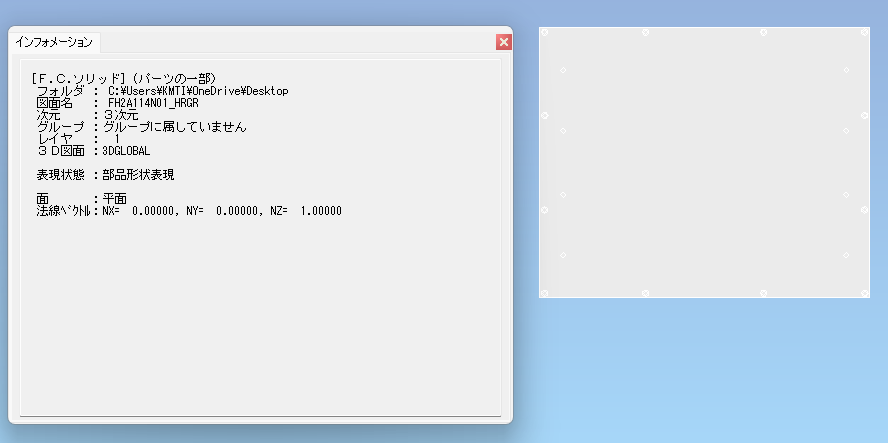 インフォメーション
[Ｆ.Ｃ.ソリッド] (パーツの一部)
フォルダ : C:¥Users¥KMTI¥OneDrive¥Desktop
図面名 : FH2A114N01_HRGR
次元 : ３次元
グループ : グループに属していません
レイヤ : 1
３Ｄ図面 : 3DGLOBAL
表現状態 : 部品形状表現
面 : 平面
法線ﾍﾞｸﾄﾙ : NX= 0.00000, NY= 0.00000, NZ= 1.00000